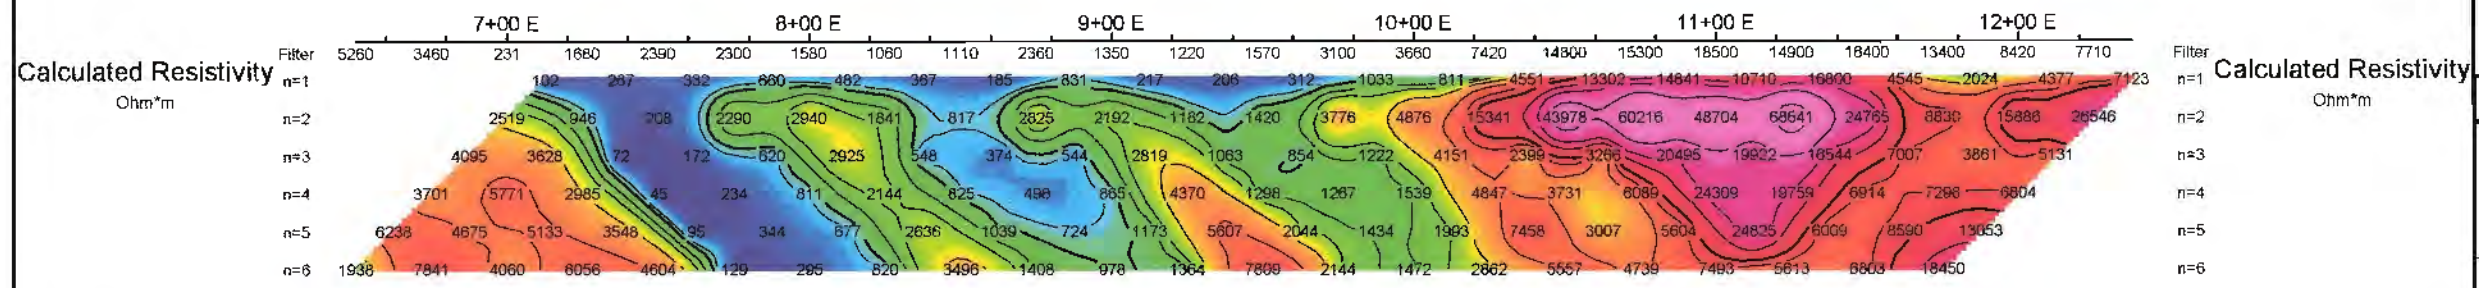 7+00 E 8+00 E 9+00 E 10+00 E 11+00 E 12+00 E
Filter 5260 3460 231 1680 2390 2300 1580 1060 1110 2360 1350 1220 1570 3100 3660 7420 14800 15300 18500 14900 18400 13400 8420 7710 Filter
Calculated Resistivity n=1 102 267 332 660 482 367 185 831 217 206 312 1033 811 4551 13302 14841 10710 16800 4545 2024 4377 7123 n=1 Calculated Resistivity
Ohm*m Ohm*m
n=2 2519 946 208 2290 2940 1841 817 2825 2192 1182 1420 3776 4876 15341 43978 60216 48704 68641 24765 8830 15888 26546 n=2
n=3 4095 3628 72 172 620 2925 548 374 544 2819 1063 854 1222 4151 2399 3266 20495 19922 16544 7007 3861 5131 n=3
n=4 3701 5771 2985 45 234 811 2144 825 498 865 4370 1298 1267 1539 4847 3731 6089 24309 19759 6914 7298 6804 n=4
n=5 6238 4675 5133 3548 95 344 677 2636 1039 724 1173 5607 2044 1434 1993 7458 3007 5604 24825 6009 8590 13053 n=5
n=6 1938 7841 4060 6056 4604 129 295 820 3496 1408 978 1364 7809 2144 1472 2862 5557 4739 7493 5613 6803 18450 n=6